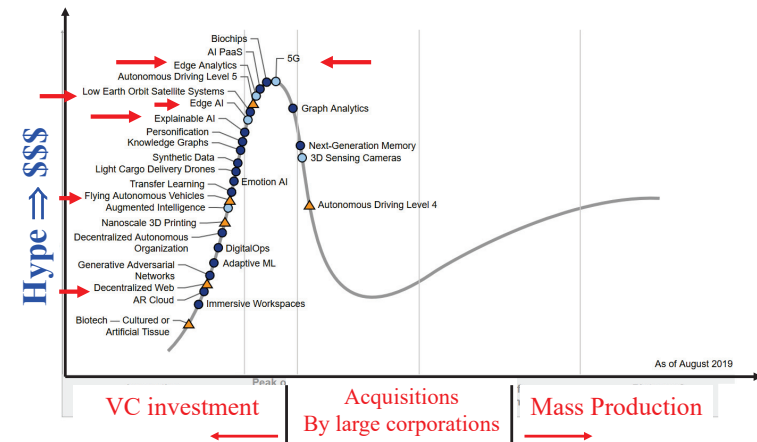 Biochips
AI PaaS
5G
Edge Analytics
Autonomous Driving Level 5
Low Earth Orbit Satellite Systems
Edge AI
Graph Analytics
Explainable AI
Personification
Knowledge Graphs
Next-Generation Memory
Synthetic Data
3D Sensing Cameras
Light Cargo Delivery Drones
Transfer Learning
Emotion AI
Flying Autonomous Vehicles
Augmented Intelligence
Autonomous Driving Level 4
Nanoscale 3D Printing
Decentralized Autonomous
Organization
DigitalOps
Generative Adversarial
Networks
Adaptive ML
Decentralized Web
AR Cloud
Immersive Workspaces
Biotech — Cultured or
Artificial Tissue
Hype ⇒ $$$
As of August 2019
Peak o
VC investment
Acquisitions
By large corporations
Mass Production